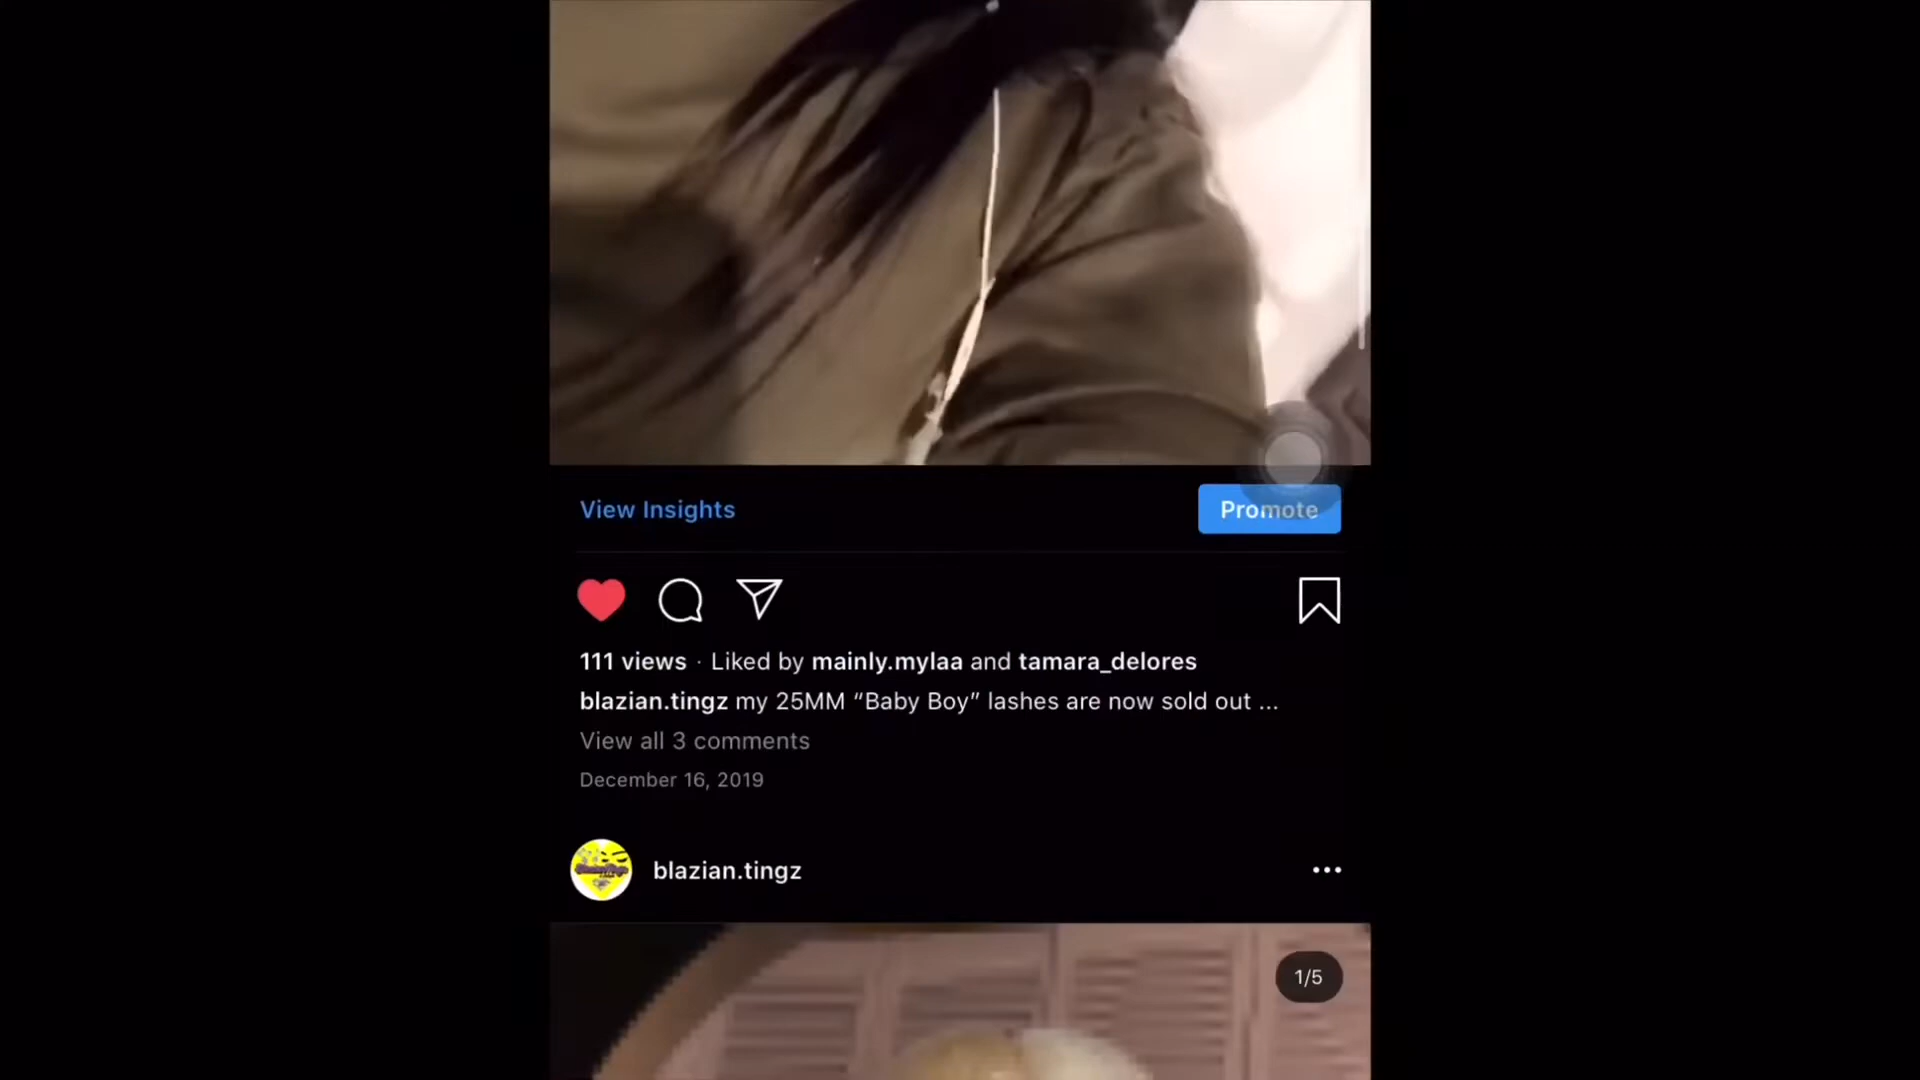 View Insights
Promote
111 views · Liked by mainly.mylaa and tamara_delores
blazian.tingz my 25MM “Baby Boy” lashes are now sold out ...
View all 3 comments
December 16, 2019
blazian.tingz
1/5